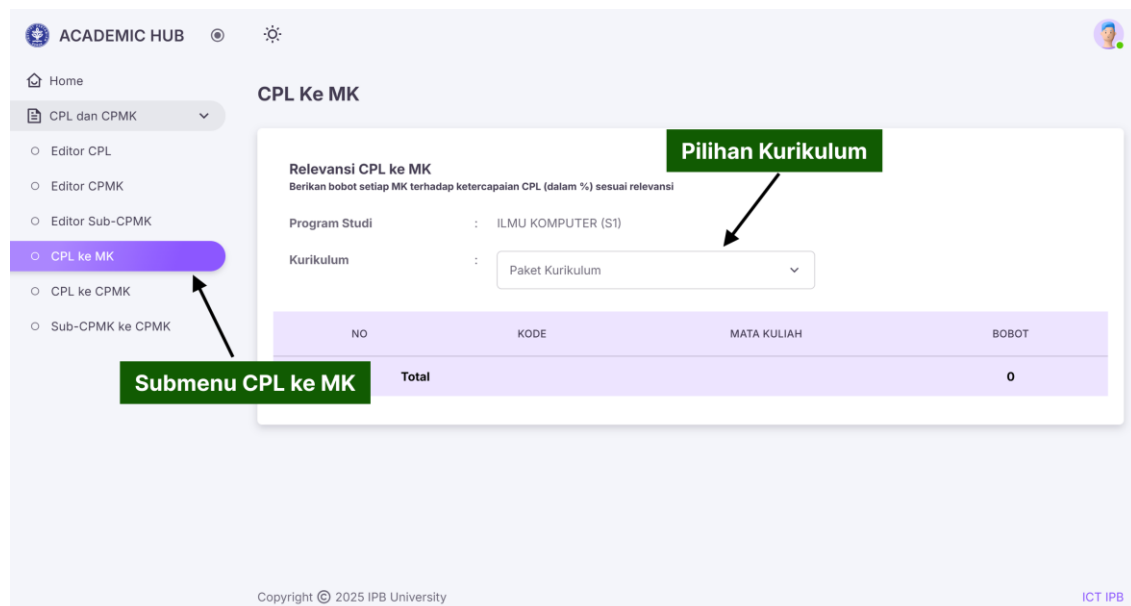 ACADEMIC HUB
Home
CPL dan CPMK
Editor CPL
Editor CPMK
Editor Sub-CPMK
CPL ke MK
CPL ke CPMK
Sub-CPMK ke CPMK
Submenu CPL ke MK
CPL Ke MK
Pilihan Kurikulum
Relevansi CPL ke MK
Berikan bobot setiap MK terhadap ketercapaian CPL (dalam %) sesuai relevansi
Program Studi : ILMU KOMPUTER (S1)
Kurikulum : Paket Kurikulum
NO KODE MATA KULIAH BOBOT
Total 0
Copyright © 2025 IPB University
ICT IPB